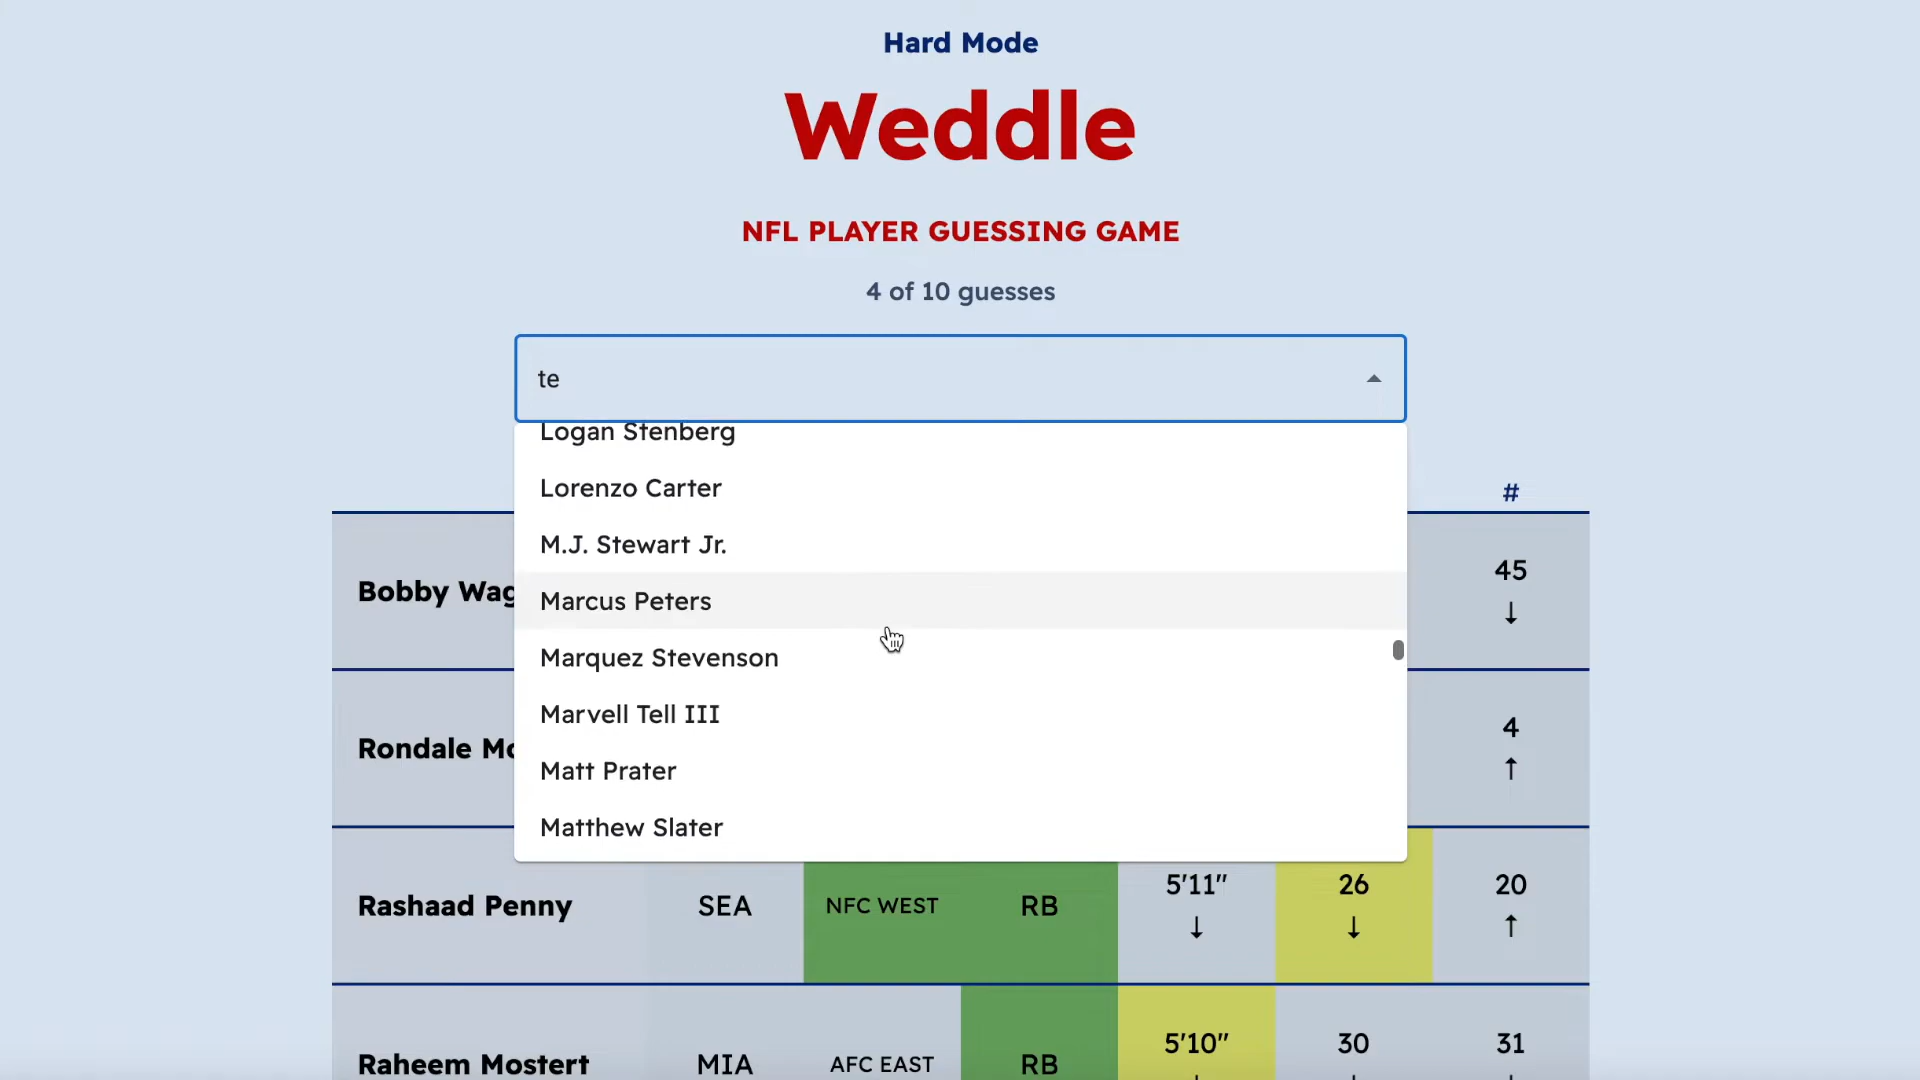 Hard Mode
Weddle
NFL PLAYER GUESSING GAME
4 of 10 guesses
te
Logan Stenberg
Lorenzo Carter
M.J. Stewart Jr.
Marcus Peters
Marquez Stevenson
Marvell Tell III
Matt Prater
Matthew Slater
#
Bobby Wag
45
↓
Rondale Mo
4
↑
Rashaad Penny SEA NFC WEST RB 5'11" 26 20
↓ ↓ ↑
Raheem Mostert MIA AFC EAST RB 5'10" 30 31